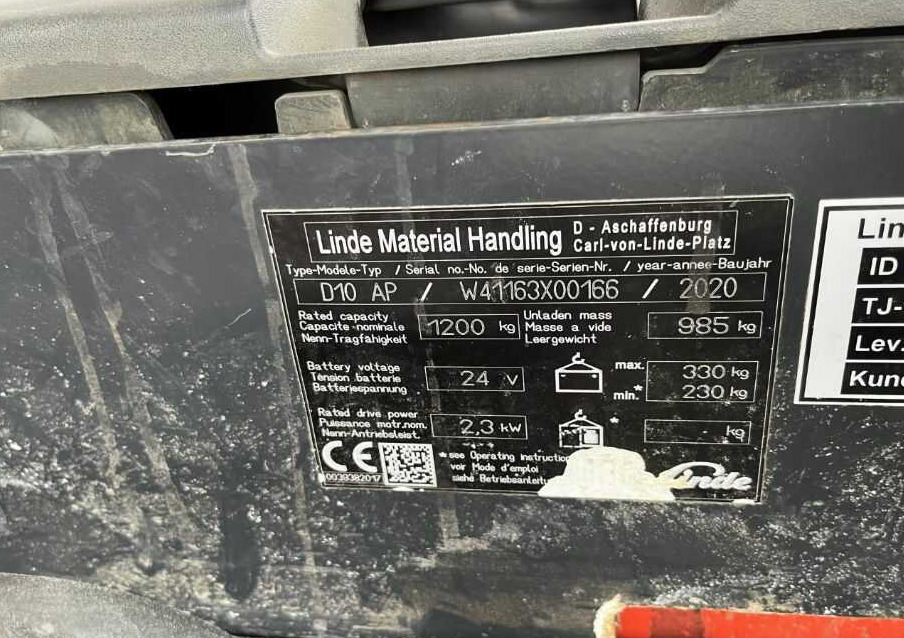 Linde Material Handling
D - Aschaffenburg
Carl-von-Linde-Platz
Type-Modele-Typ / Serial no.-No. de serie-Serien-Nr. / year-annee-Baujahr
D10 AP / W41163X00166 / 2020
Rated capacity
Capacite nominale
Nenn-Tragfähigkeit
1200 kg
Unladen mass
Masse a vide
Leergewicht
985 kg
Battery voltage
Tension batterie
Batteriespannung
24 V
max. 330 kg
min.* 230 kg
Rated drive power
Puissance motr.nom.
Nenn-Antriebsleist.
2,3 kW
* kg
CE
0039382017
* see Operating instruction
voir Mode d'emploi
siehe Betriebsanleitu
Linde
Lin
ID
TJ-
Lev.
Kund